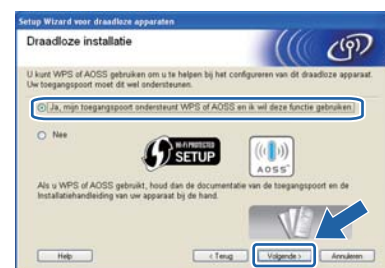 Setup Wizard voor draadloze apparaten
Draadloze installatie
U kunt WPS of AOSS gebruiken om u te helpen bij het configureren van dit draadloze apparaat.
Uw toegangspoort moet dit wel ondersteunen.
Ja, mijn toegangspoort ondersteunt WPS of AOSS en ik wil deze functie gebruiken
Nee
WI-FI PROTECTED
SETUP
AOSS
Als u WPS of AOSS gebruikt, houd dan de documentatie van de toegangspoort en de
Installatiehandleiding van uw apparaat bij de hand.
Help
< Terug
Volgende >
Annuleren